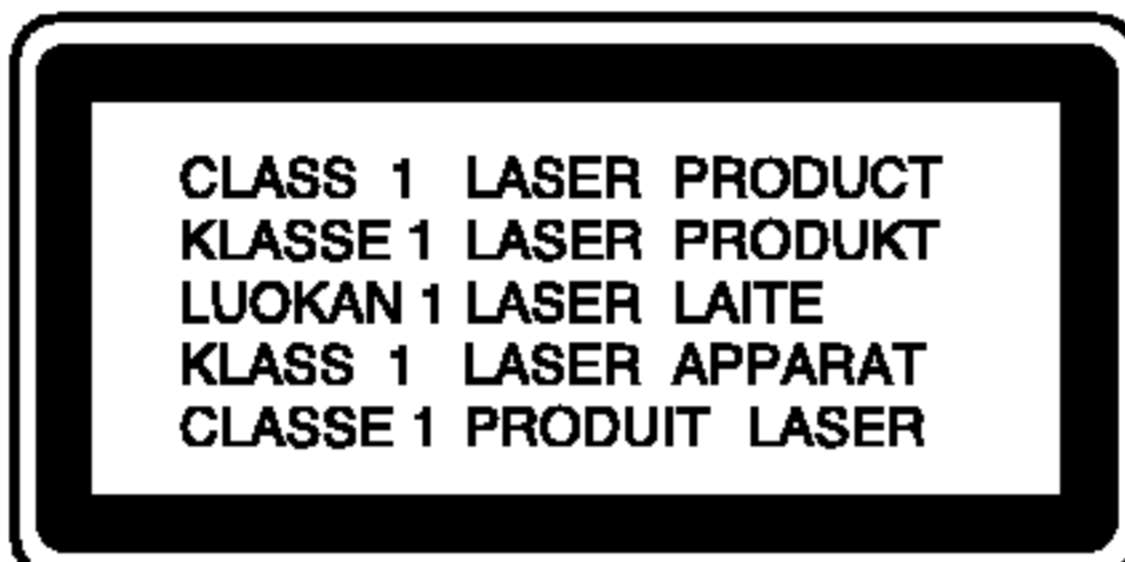 CLASS 1 LASER PRODUCT
KLASSE 1 LASER PRODUKT
LUOKAN 1 LASER LAITE
KLASS 1 LASER APPARAT
CLASSE 1 PRODUIT LASER